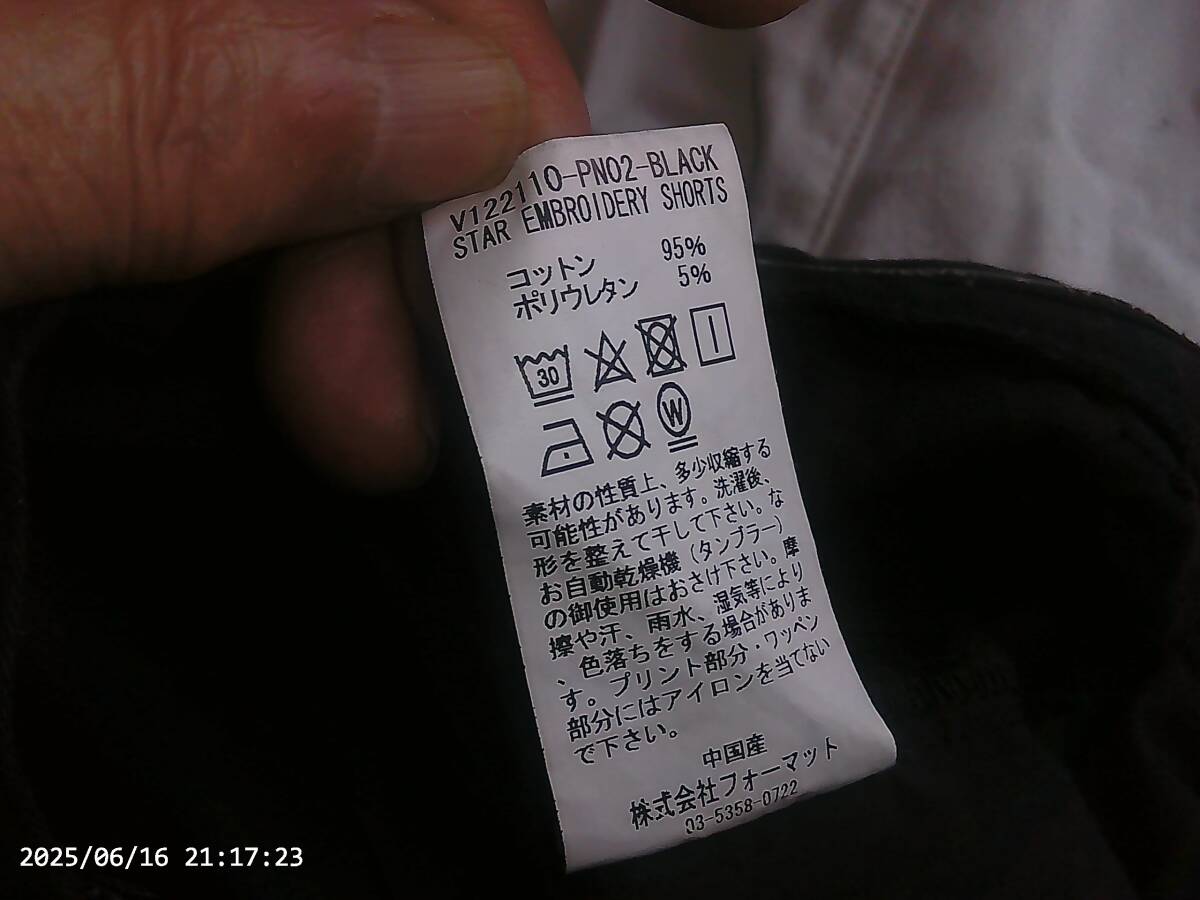 V122110-PN02-BLACK
STAR EMBROIDERY SHORTS
コットン 95%
ポリウレタン 5%
30
W
素材の性質上、多少収縮する
可能性があります。洗濯後、
形を整えて干して下さい。な
お自動乾燥機（タンブラー）
の御使用はおさけ下さい。摩
擦や汗、雨水、湿気等により
、色落ちをする場合がありま
す。プリント部分・ワッペン
部分にはアイロンを当てない
で下さい。
中国産
株式会社フォーマット
03-5358-0722
2025/06/16 21:17:23